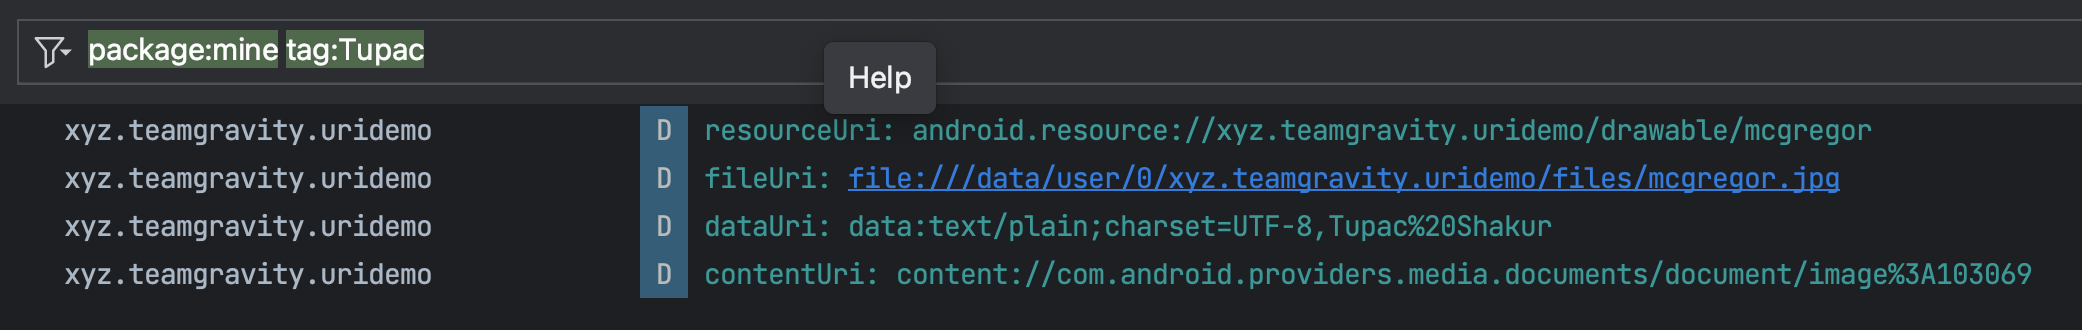 package:mine tag:Tupac
Help
xyz.teamgravity.uridemo D resourceUri: android.resource://xyz.teamgravity.uridemo/drawable/mcgregor
xyz.teamgravity.uridemo D fileUri: file:///data/user/0/xyz.teamgravity.uridemo/files/mcgregor.jpg
xyz.teamgravity.uridemo D dataUri: data:text/plain;charset=UTF-8,Tupac%20Shakur
xyz.teamgravity.uridemo D contentUri: content://com.android.providers.media.documents/document/image%3A103069